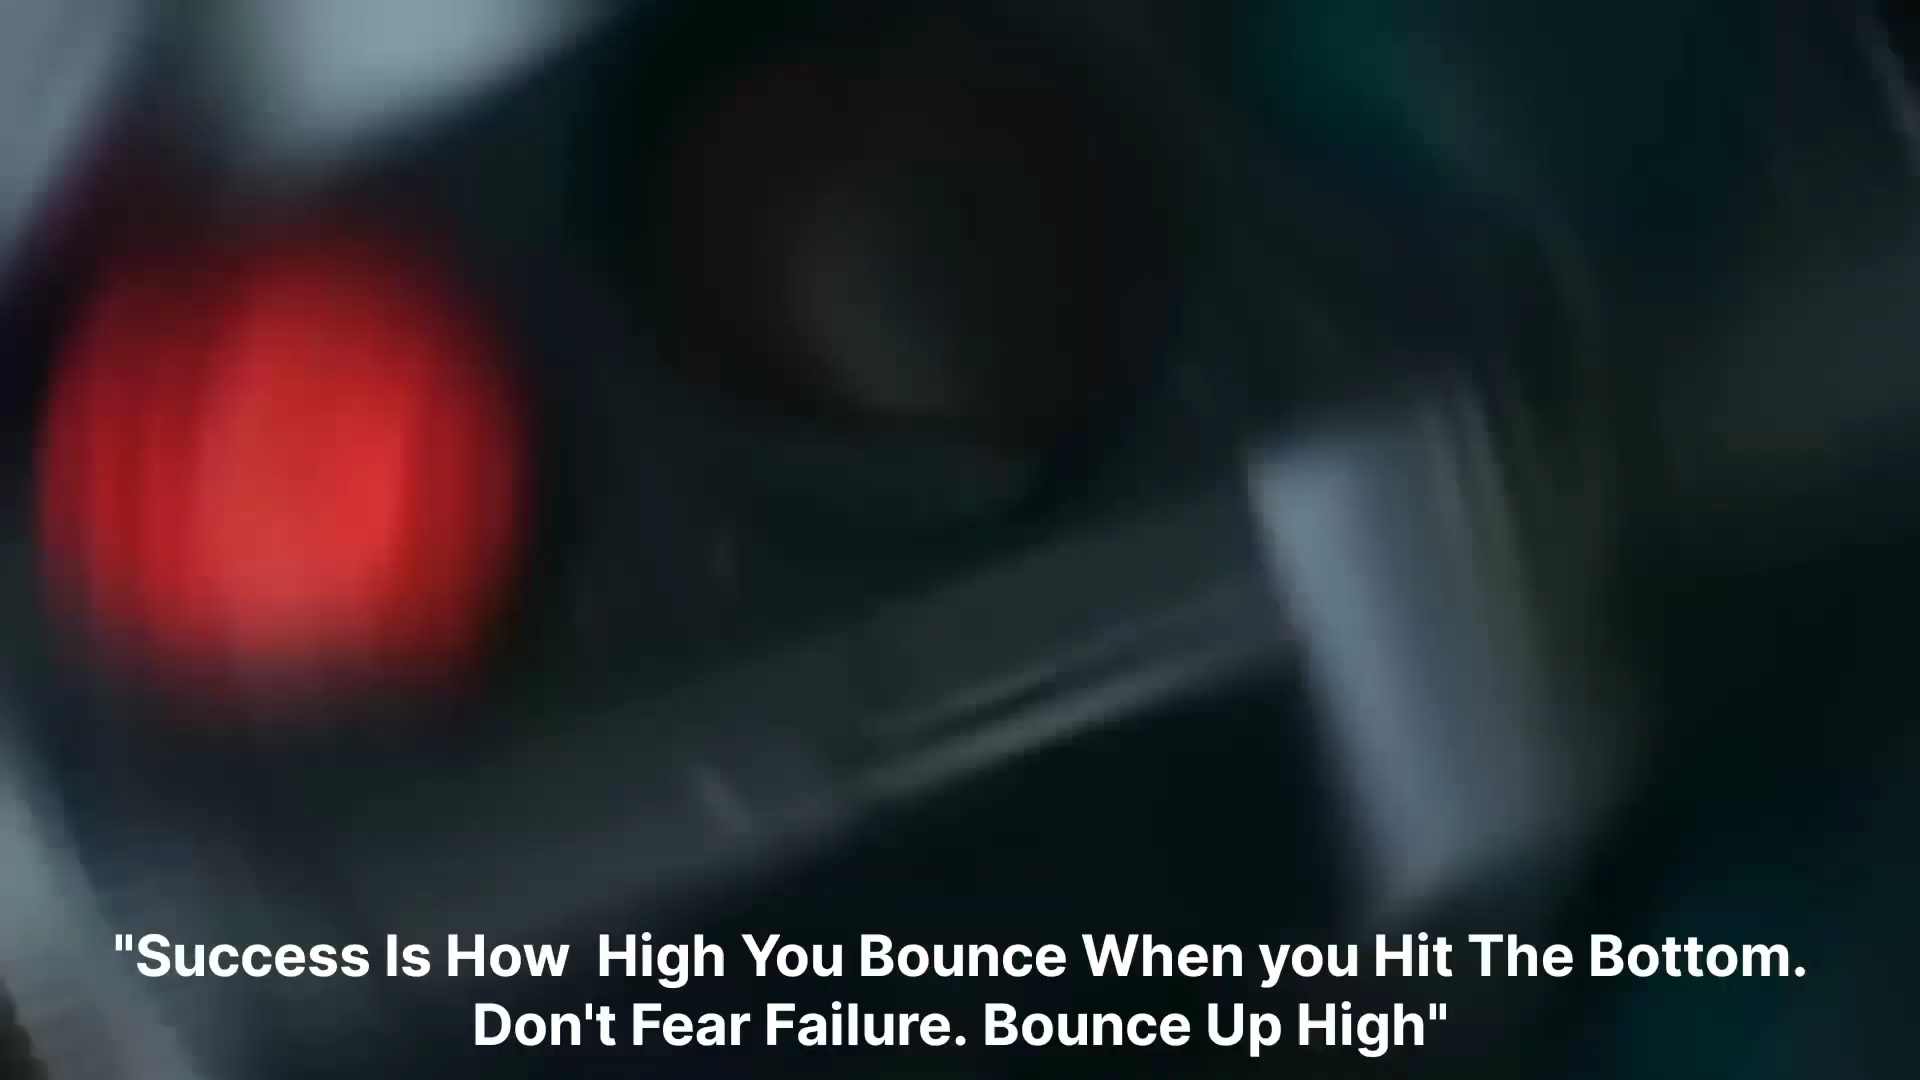 "Success Is How  High You Bounce When you Hit The Bottom.
Don't Fear Failure. Bounce Up High"